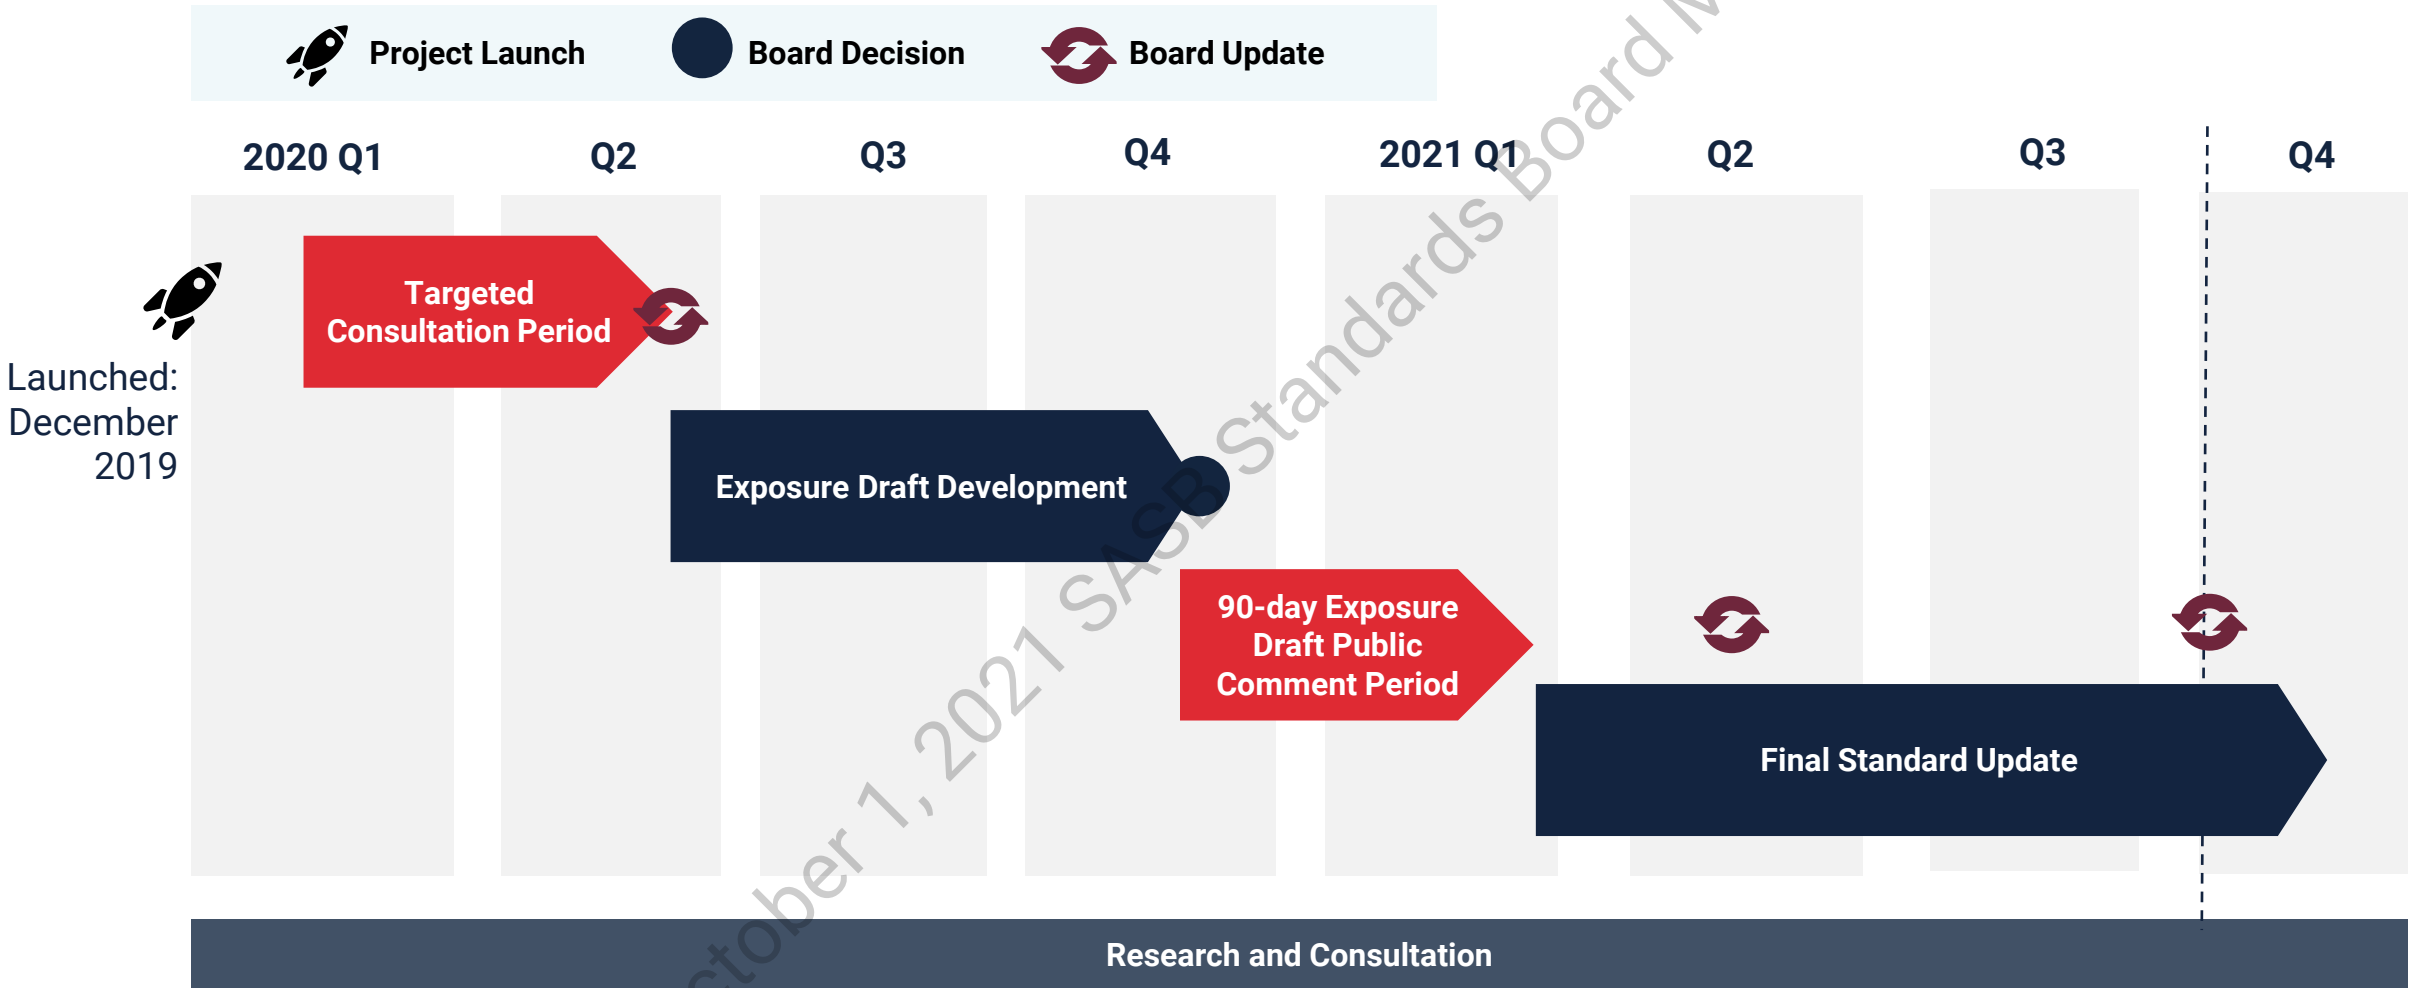 Project Launch
Board Decision
Board Update
2020 Q1
Q2
Q3
Q4
2021 Q1
Q2
Q3
Q4
Launched:
December
2019
Targeted
Consultation Period
Exposure Draft Development
90-day Exposure
Draft Public
Comment Period
Final Standard Update
Research and Consultation
1, 2021 SASB Standards Board